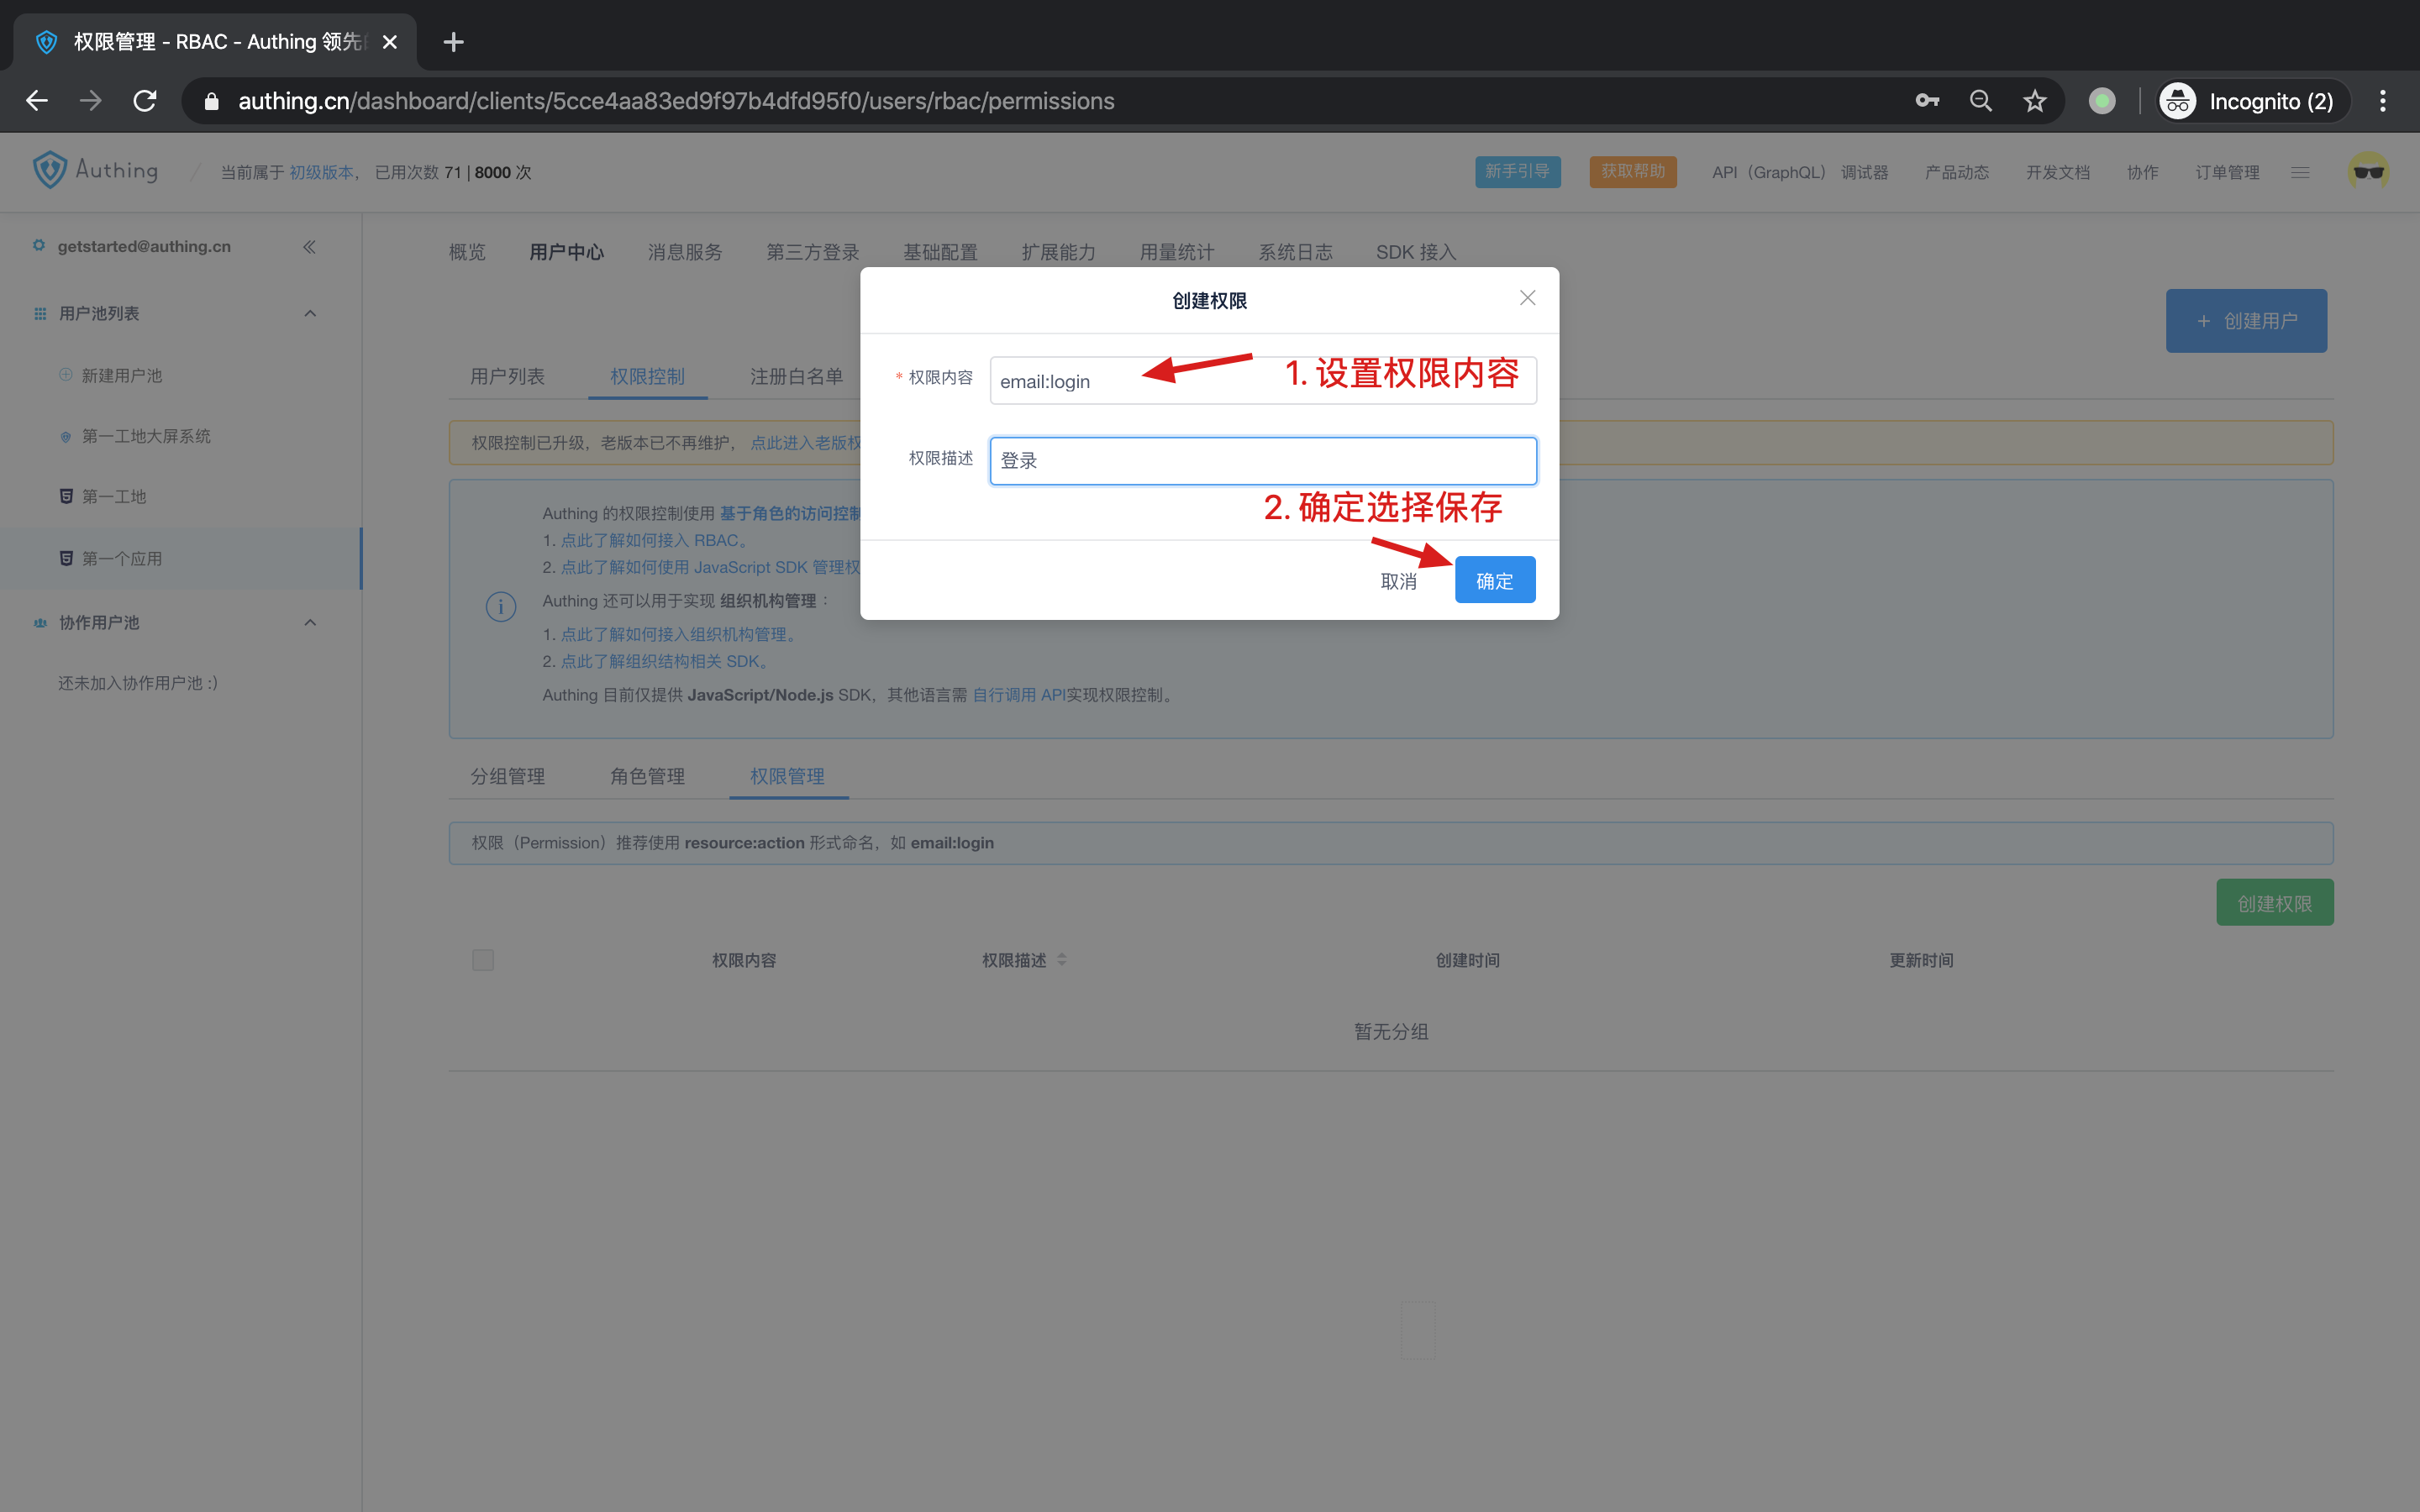 权限管理 - RBAC - Authing 领先
authing.cn/dashboard/clients/5cce4aa83ed9f97b4dfd95f0/users/rbac/permissions
Incognito (2)
Authing / 当前属于 初级版本， 已用次数 71 | 8000 次
新手引导 获取帮助 API（GraphQL） 调试器 产品动态 开发文档 协作 订单管理
getstarted@authing.cn
用户池列表
新建用户池
第一工地大屏系统
第一工地
第一个应用
协作用户池
还未加入协作用户池 :)
概览 用户中心 消息服务 第三方登录 基础配置 扩展能力 用量统计 系统日志 SDK 接入
+ 创建用户
用户列表 权限控制 注册白名单
权限控制已升级，老版本已不再维护， 点此进入老版权
Authing 的权限控制使用 基于角色的访问控制
1. 点此了解如何接入 RBAC。
2. 点此了解如何使用 JavaScript SDK 管理权
Authing 还可以用于实现 组织机构管理：
1. 点此了解如何接入组织机构管理。
2. 点此了解组织结构相关 SDK。
Authing 目前仅提供 JavaScript/Node.js SDK，其他语言需 自行调用 API实现权限控制。
创建权限
* 权限内容 email:login
1. 设置权限内容
权限描述 登录
2. 确定选择保存
取消 确定
分组管理 角色管理 权限管理
权限（Permission）推荐使用 resource:action 形式命名，如 email:login
创建权限
权限内容 权限描述 创建时间 更新时间
暂无分组